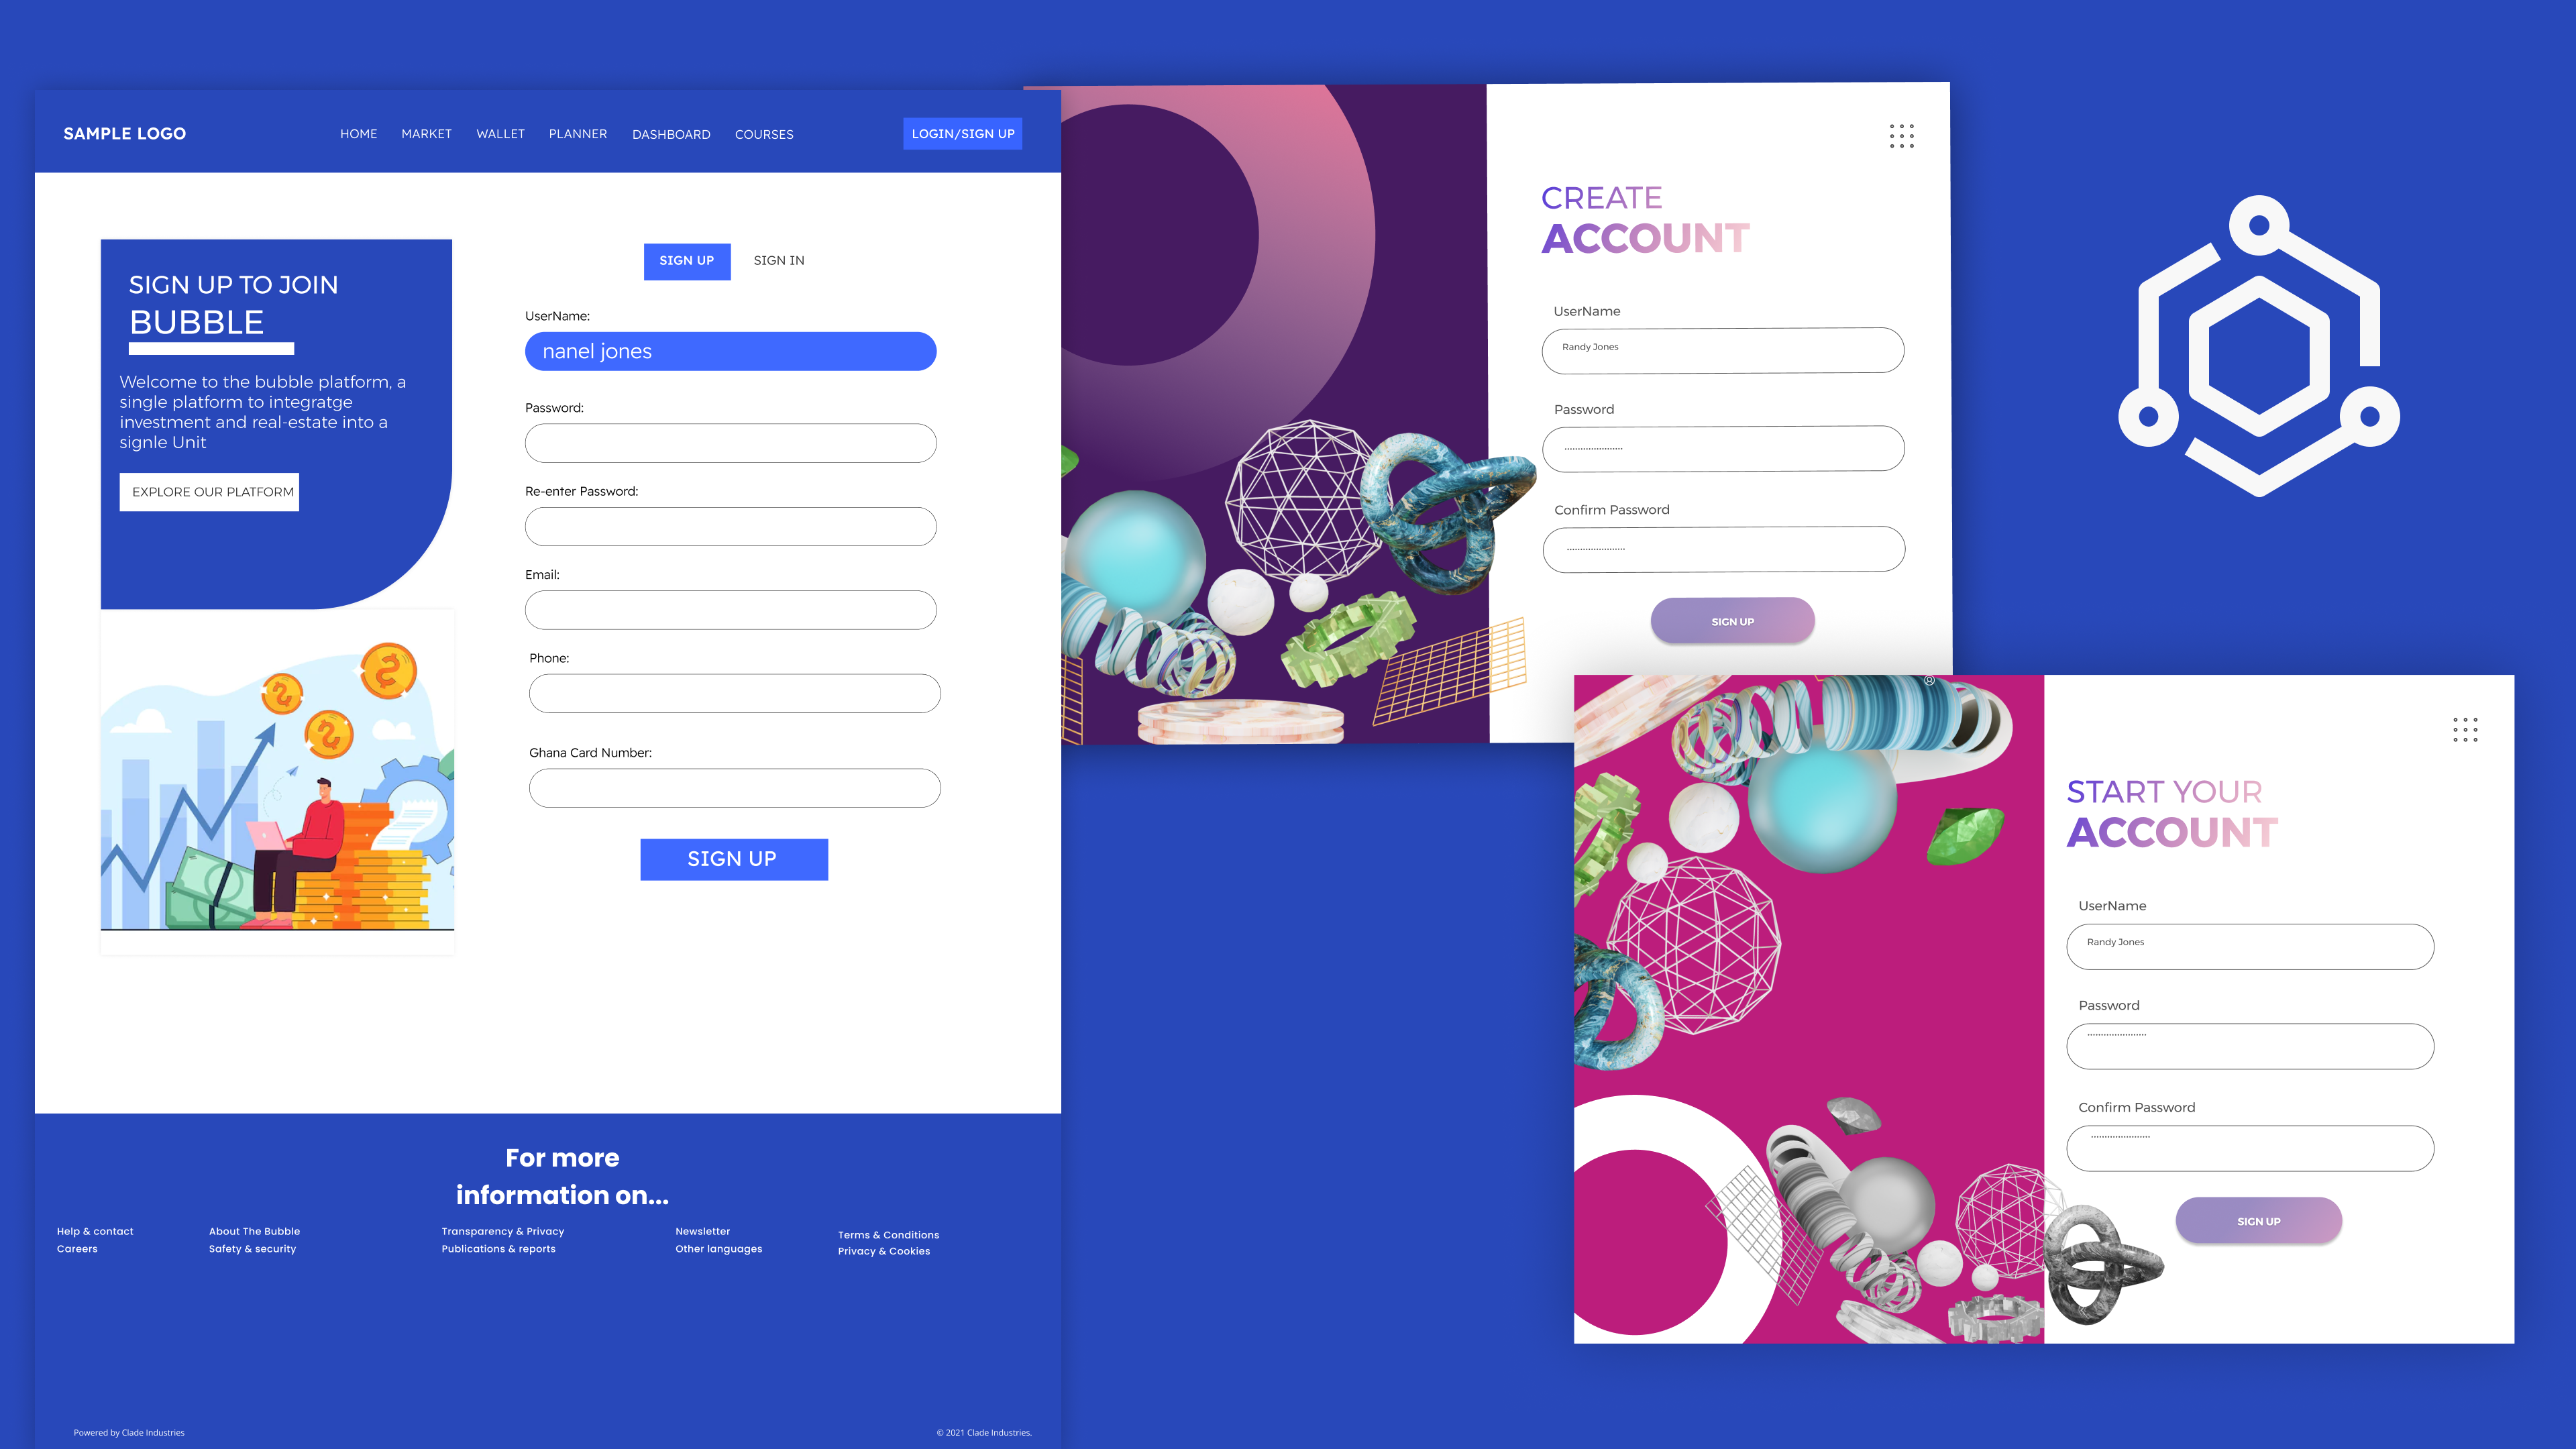 SAMPLE LOGO
HOME MARKET WALLET PLANNER DASHBOARD COURSES
LOGIN/SIGN UP
SIGN UP TO JOIN
BUBBLE
Welcome to the bubble platform, a
single platform to integratge
investment and real-estate into a
signle Unit
EXPLORE OUR PLATFORM
SIGN UP SIGN IN
UserName:
nanel jones
Password:
Re-enter Password:
Email:
Phone:
Ghana Card Number:
SIGN UP
For more
information on...
Help & contact
Careers
About The Bubble
Safety & security
Transparency & Privacy
Publications & reports
Newsletter
Other languages
Terms & Conditions
Privacy & Cookies
Powered by Clade Industries
© 2021 Clade Industries.
CREATE
ACCOUNT
UserName
Randy Jones
Password
Confirm Password
SIGN UP
START YOUR
ACCOUNT
UserName
Randy Jones
Password
Confirm Password
SIGN UP